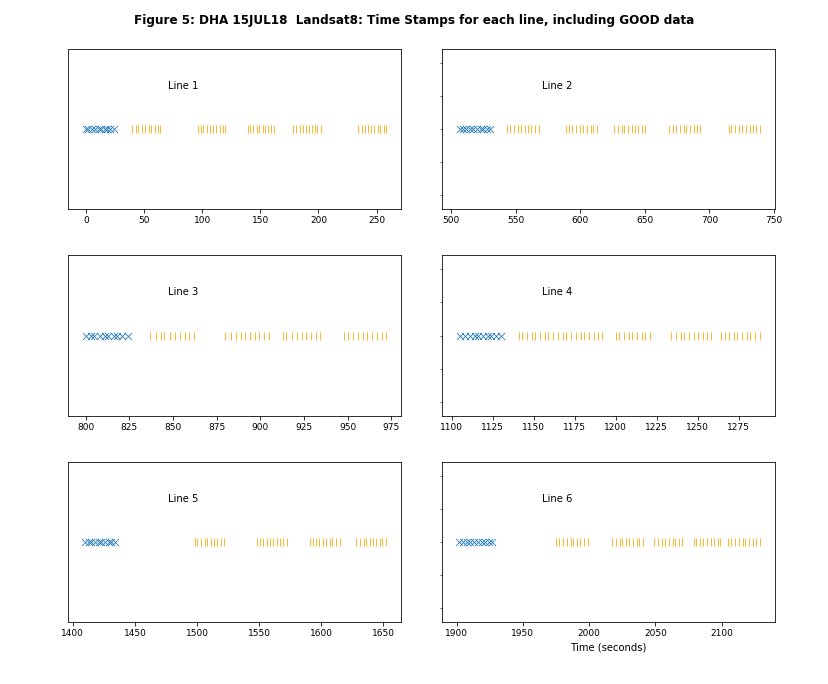 Figure 5: DHA 15JUL18  Landsat8: Time Stamps for each line, including GOOD data
Line 1
0 50 100 150 200 250
Line 2
500 550 600 650 700 750
Line 3
800 825 850 875 900 925 950 975
Line 4
1100 1125 1150 1175 1200 1225 1250 1275
Line 5
1400 1450 1500 1550 1600 1650
Line 6
1900 1950 2000 2050 2100
Time (seconds)